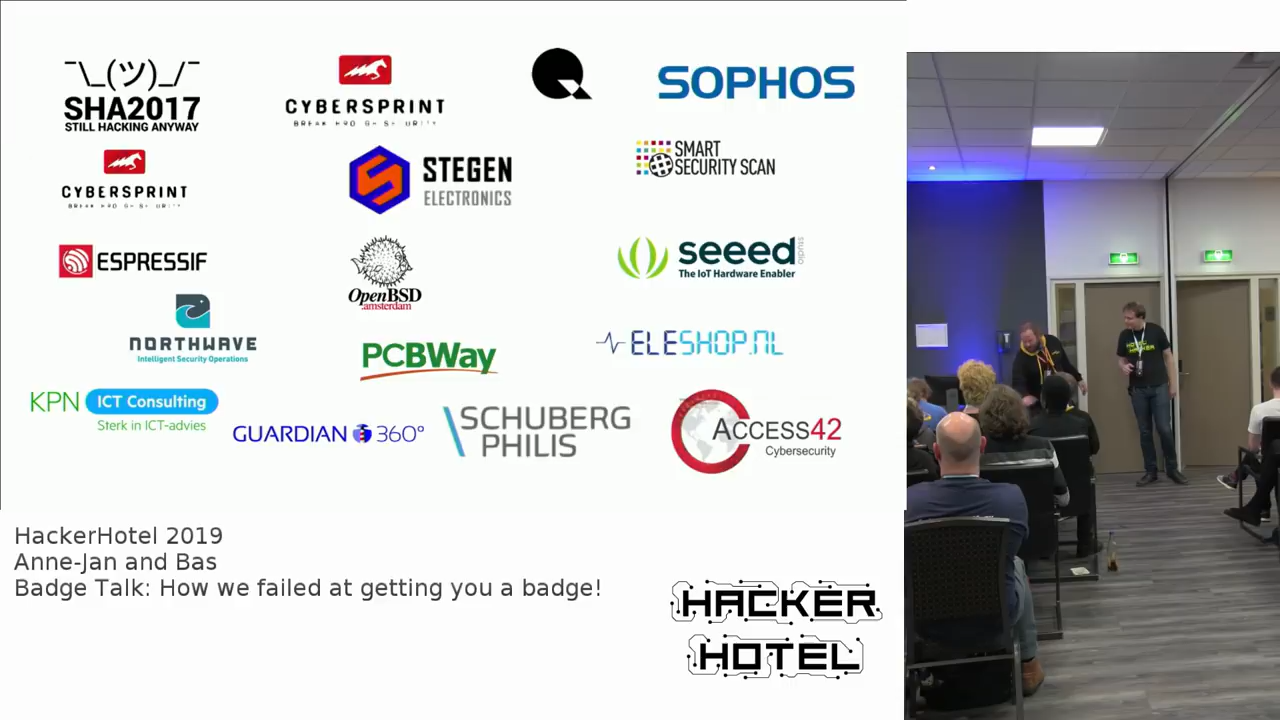 ¯\_(ツ)_/¯
SHA2017
STILL HACKING ANYWAY
CYBERSPRINT
SOPHOS
CYBERSPRINT
STEGEN
ELECTRONICS
SMART
SECURITY SCAN
ESPRESSIF
OpenBSD
.amsterdam
seeed
studio
The IoT Hardware Enabler
NORTHWAVE
Intelligent Security Operations
PCBWay
ELESHOP.NL
KPN ICT Consulting
Sterk in ICT-advies
GUARDIAN 360°
SCHUBERG
PHILIS
ACCESS42
Cybersecurity
HOTEL
HACKER
HackerHotel 2019
Anne-Jan and Bas
Badge Talk: How we failed at getting you a badge!
HACKER
HOTEL